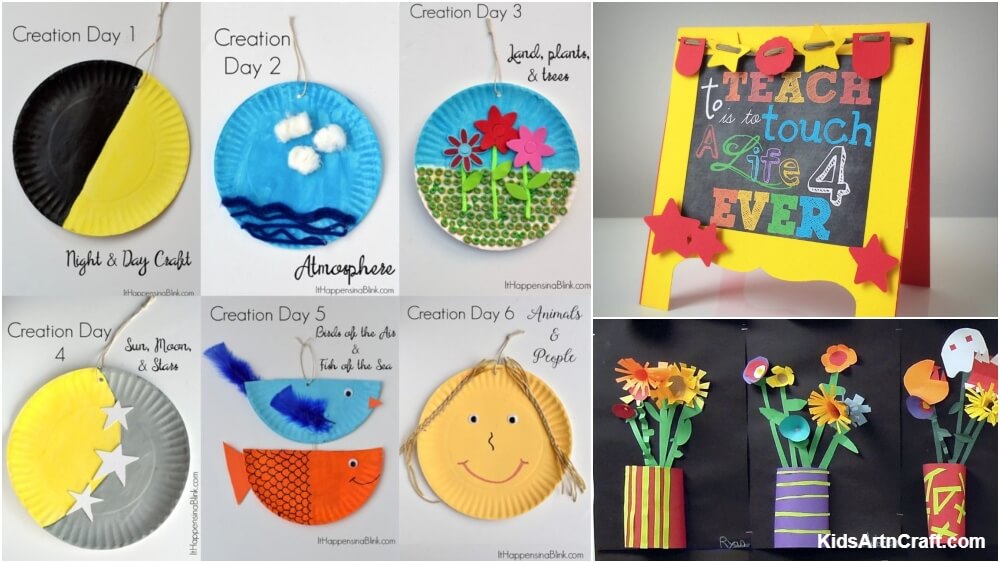 Creation Day 1
Night & Day Craft
ItHappensinaBlink.com
Creation
Day 2
Atmosphere
ItHappensinaBlink.com
Creation Day 3
Land, plants,
& trees
ItHappensinaBlink.com
Creation Day
4
Sun, Moon,
& Stars
ItHappensinaBlink.com
Creation Day 5
Birds of the Air
&
Fish of the Sea
ItHappensinaBlink.com
Creation Day 6
Animals
&
People
ItHappensinaBlink.com
to TEACH
is to touch
A Life 4
EVER
Ryan
KidsArtnCraft.com